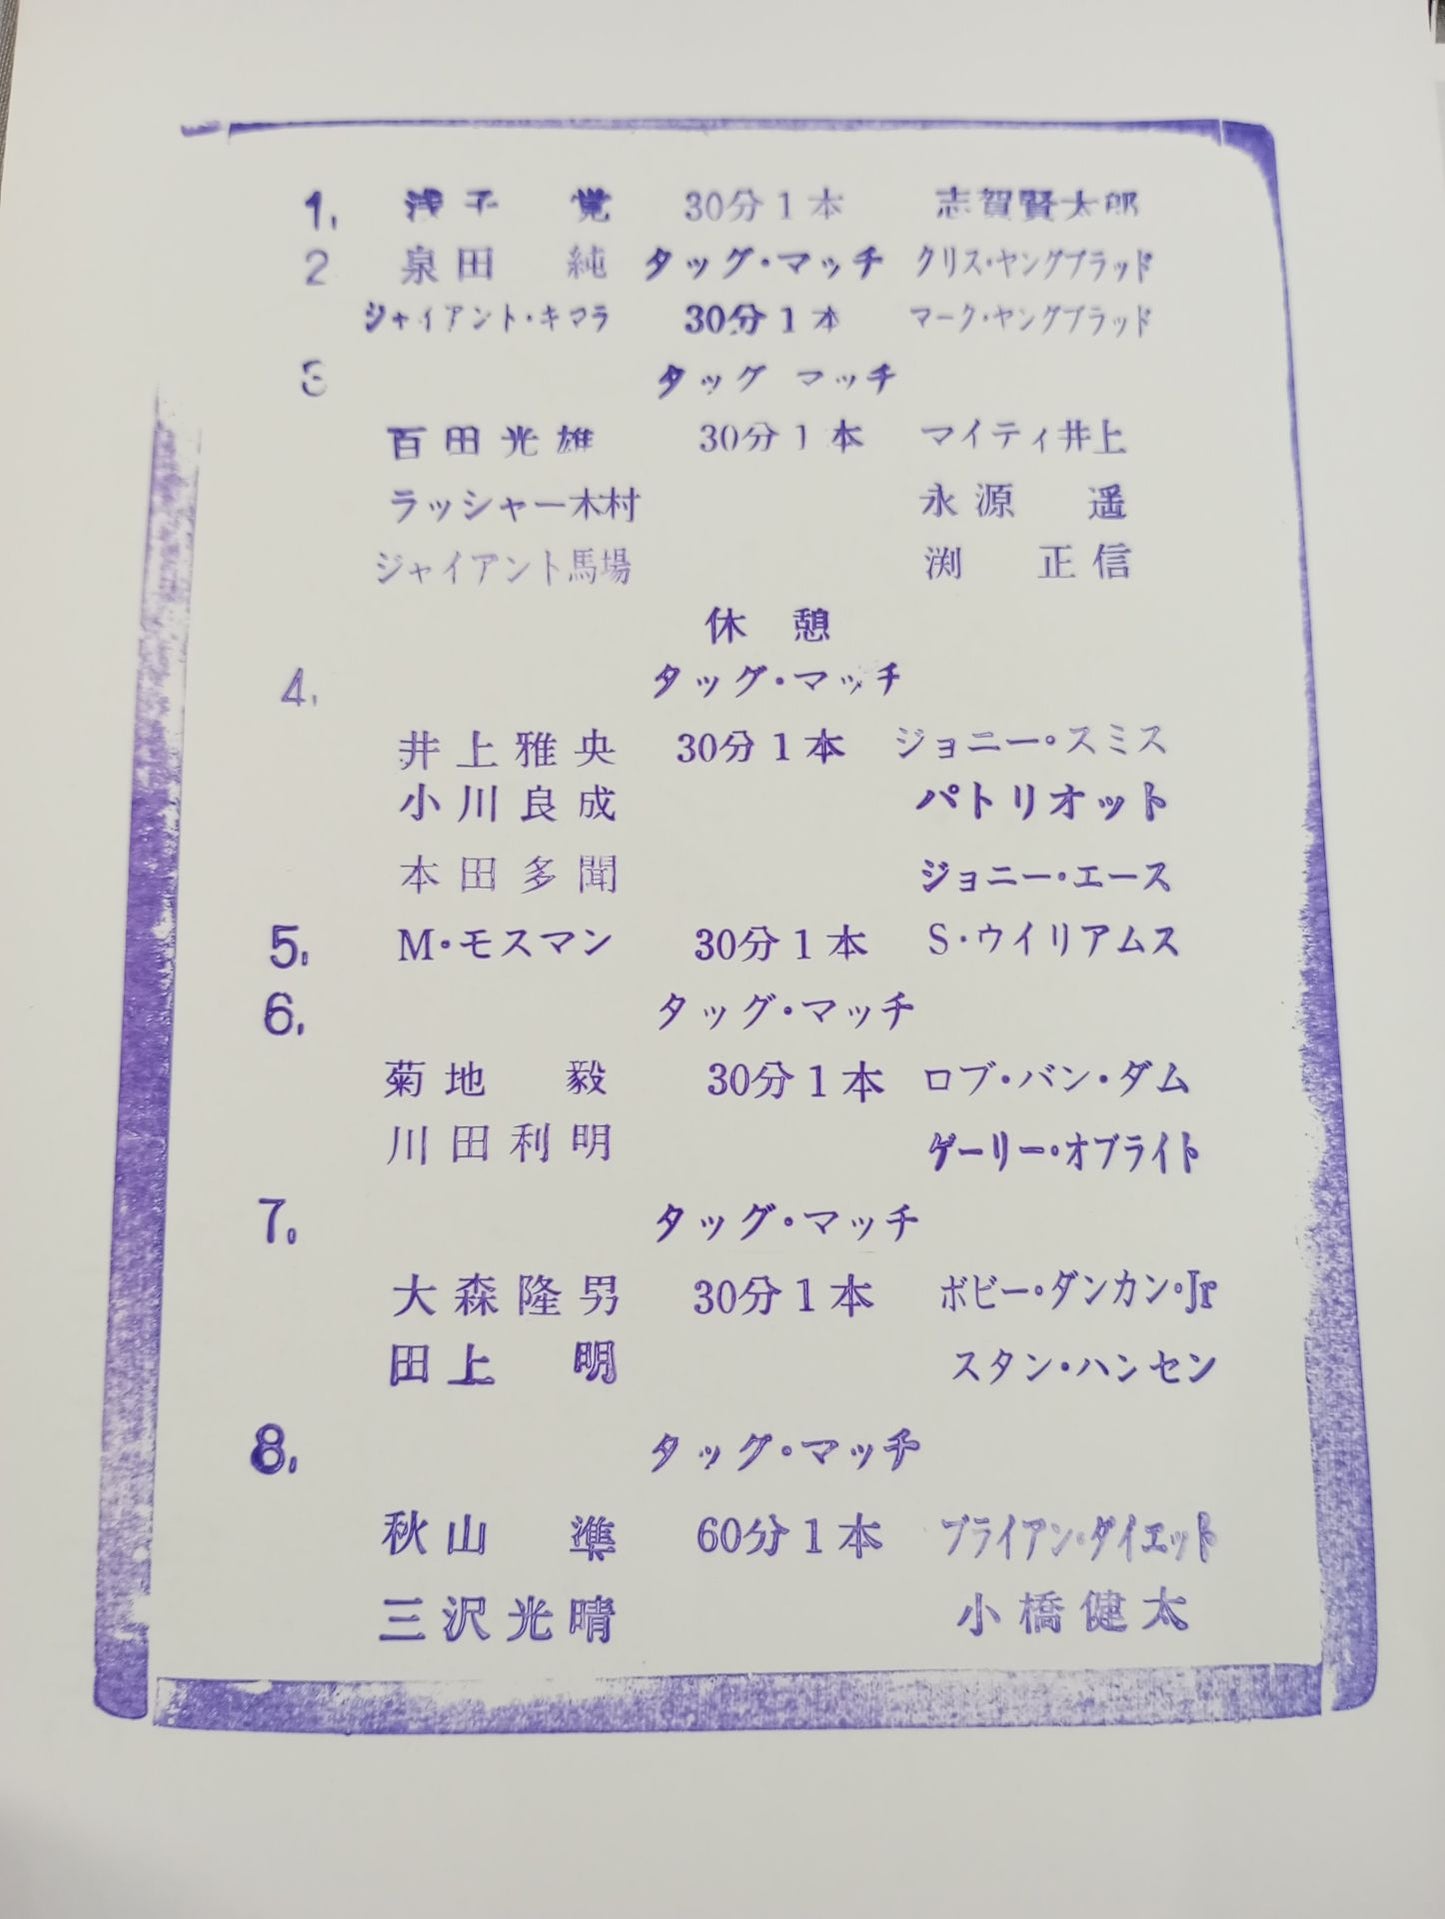 1. 浅子 覚 30分1本 志賀賢太郎
2 泉田 純 タッグ・マッチ クリス・ヤングブラッド
ジャイアント・キマラ 30分1本 マーク・ヤングブラッド
3 タッグ マッチ
百田光雄 30分1本 マイティ井上
ラッシャー木村 永源 遥
ジャイアント馬場 渕 正信
休憩
4. タッグ・マッチ
井上雅央 30分1本 ジョニー・スミス
小川良成 パトリオット
本田多聞 ジョニー・エース
5. M・モスマン 30分1本 S・ウイリアムス
6. タッグ・マッチ
菊地 毅 30分1本 ロブ・バン・ダム
川田利明 ゲーリー・オブライト
7. タッグ・マッチ
大森隆男 30分1本 ボビー・ダンカン・Jr
田上 明 スタン・ハンセン
8. タッグ・マッチ
秋山 準 60分1本 ブライアン・ダイエット
三沢光晴 小橋健太